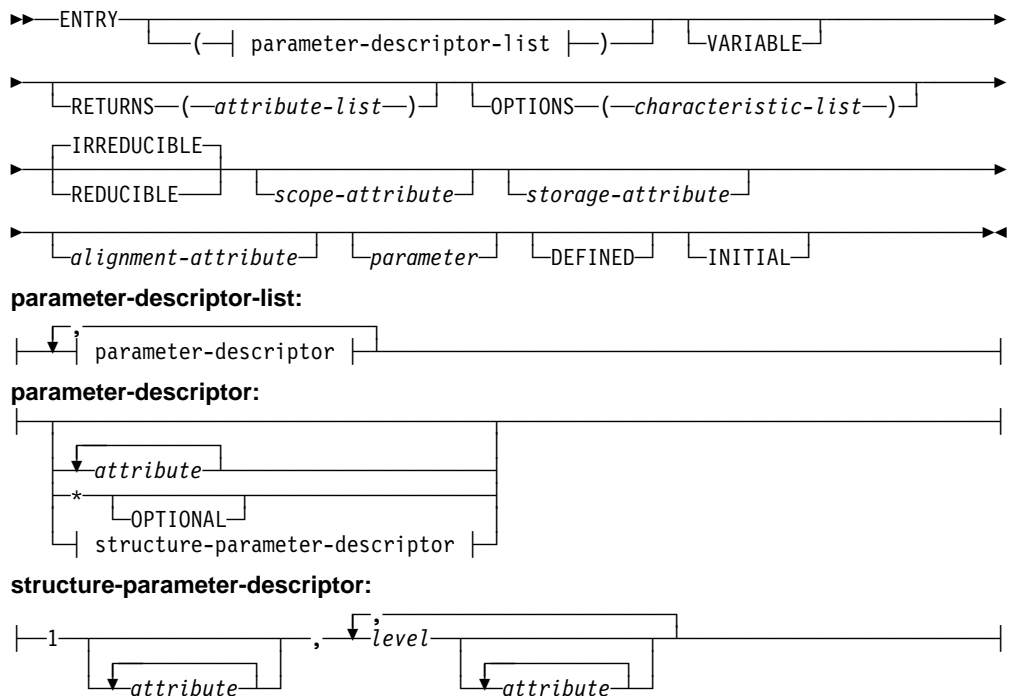 ENTRY ( parameter-descriptor-list ) VARIABLE
RETURNS ( attribute-list ) OPTIONS ( characteristic-list )
IRREDUCIBLE
REDUCIBLE scope-attribute storage-attribute
alignment-attribute parameter DEFINED INITIAL
parameter-descriptor-list:
,
parameter-descriptor
parameter-descriptor:
attribute
*
OPTIONAL
structure-parameter-descriptor
structure-parameter-descriptor:
,
1 , level
attribute attribute